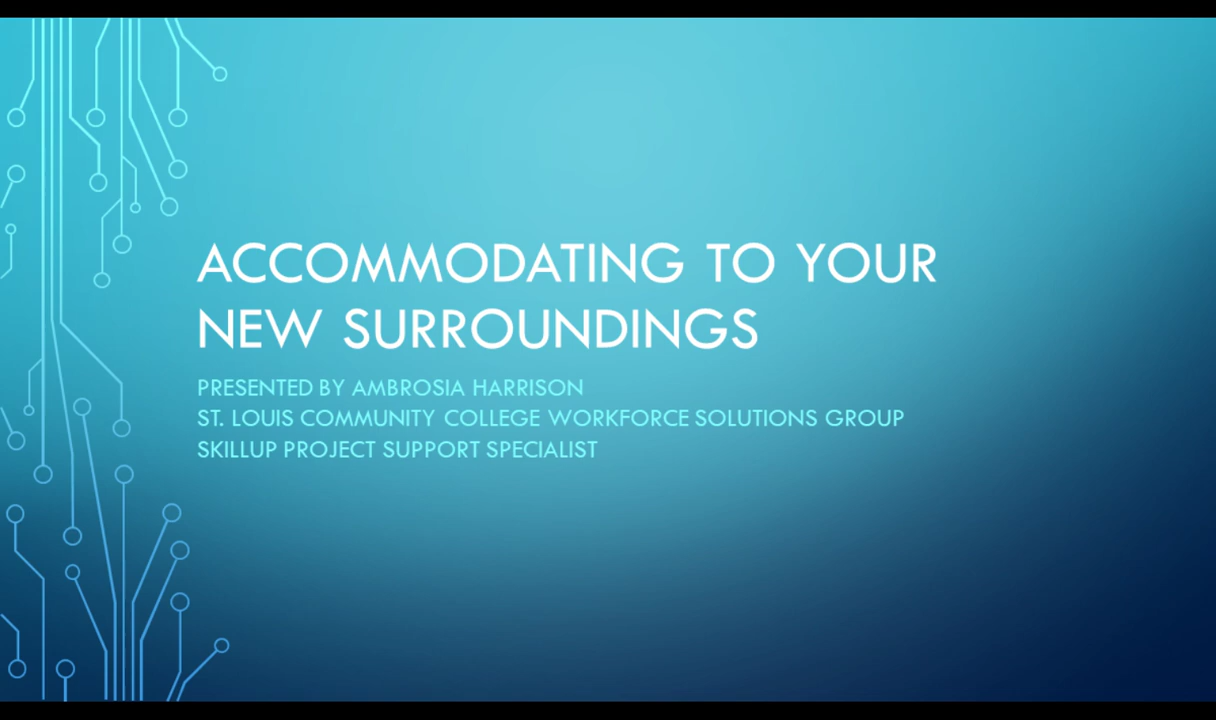 ACCOMMODATING TO YOUR
NEW SURROUNDINGS
PRESENTED BY AMBROSIA HARRISON
ST. LOUIS COMMUNITY COLLEGE WORKFORCE SOLUTIONS GROUP
SKILLUP PROJECT SUPPORT SPECIALIST